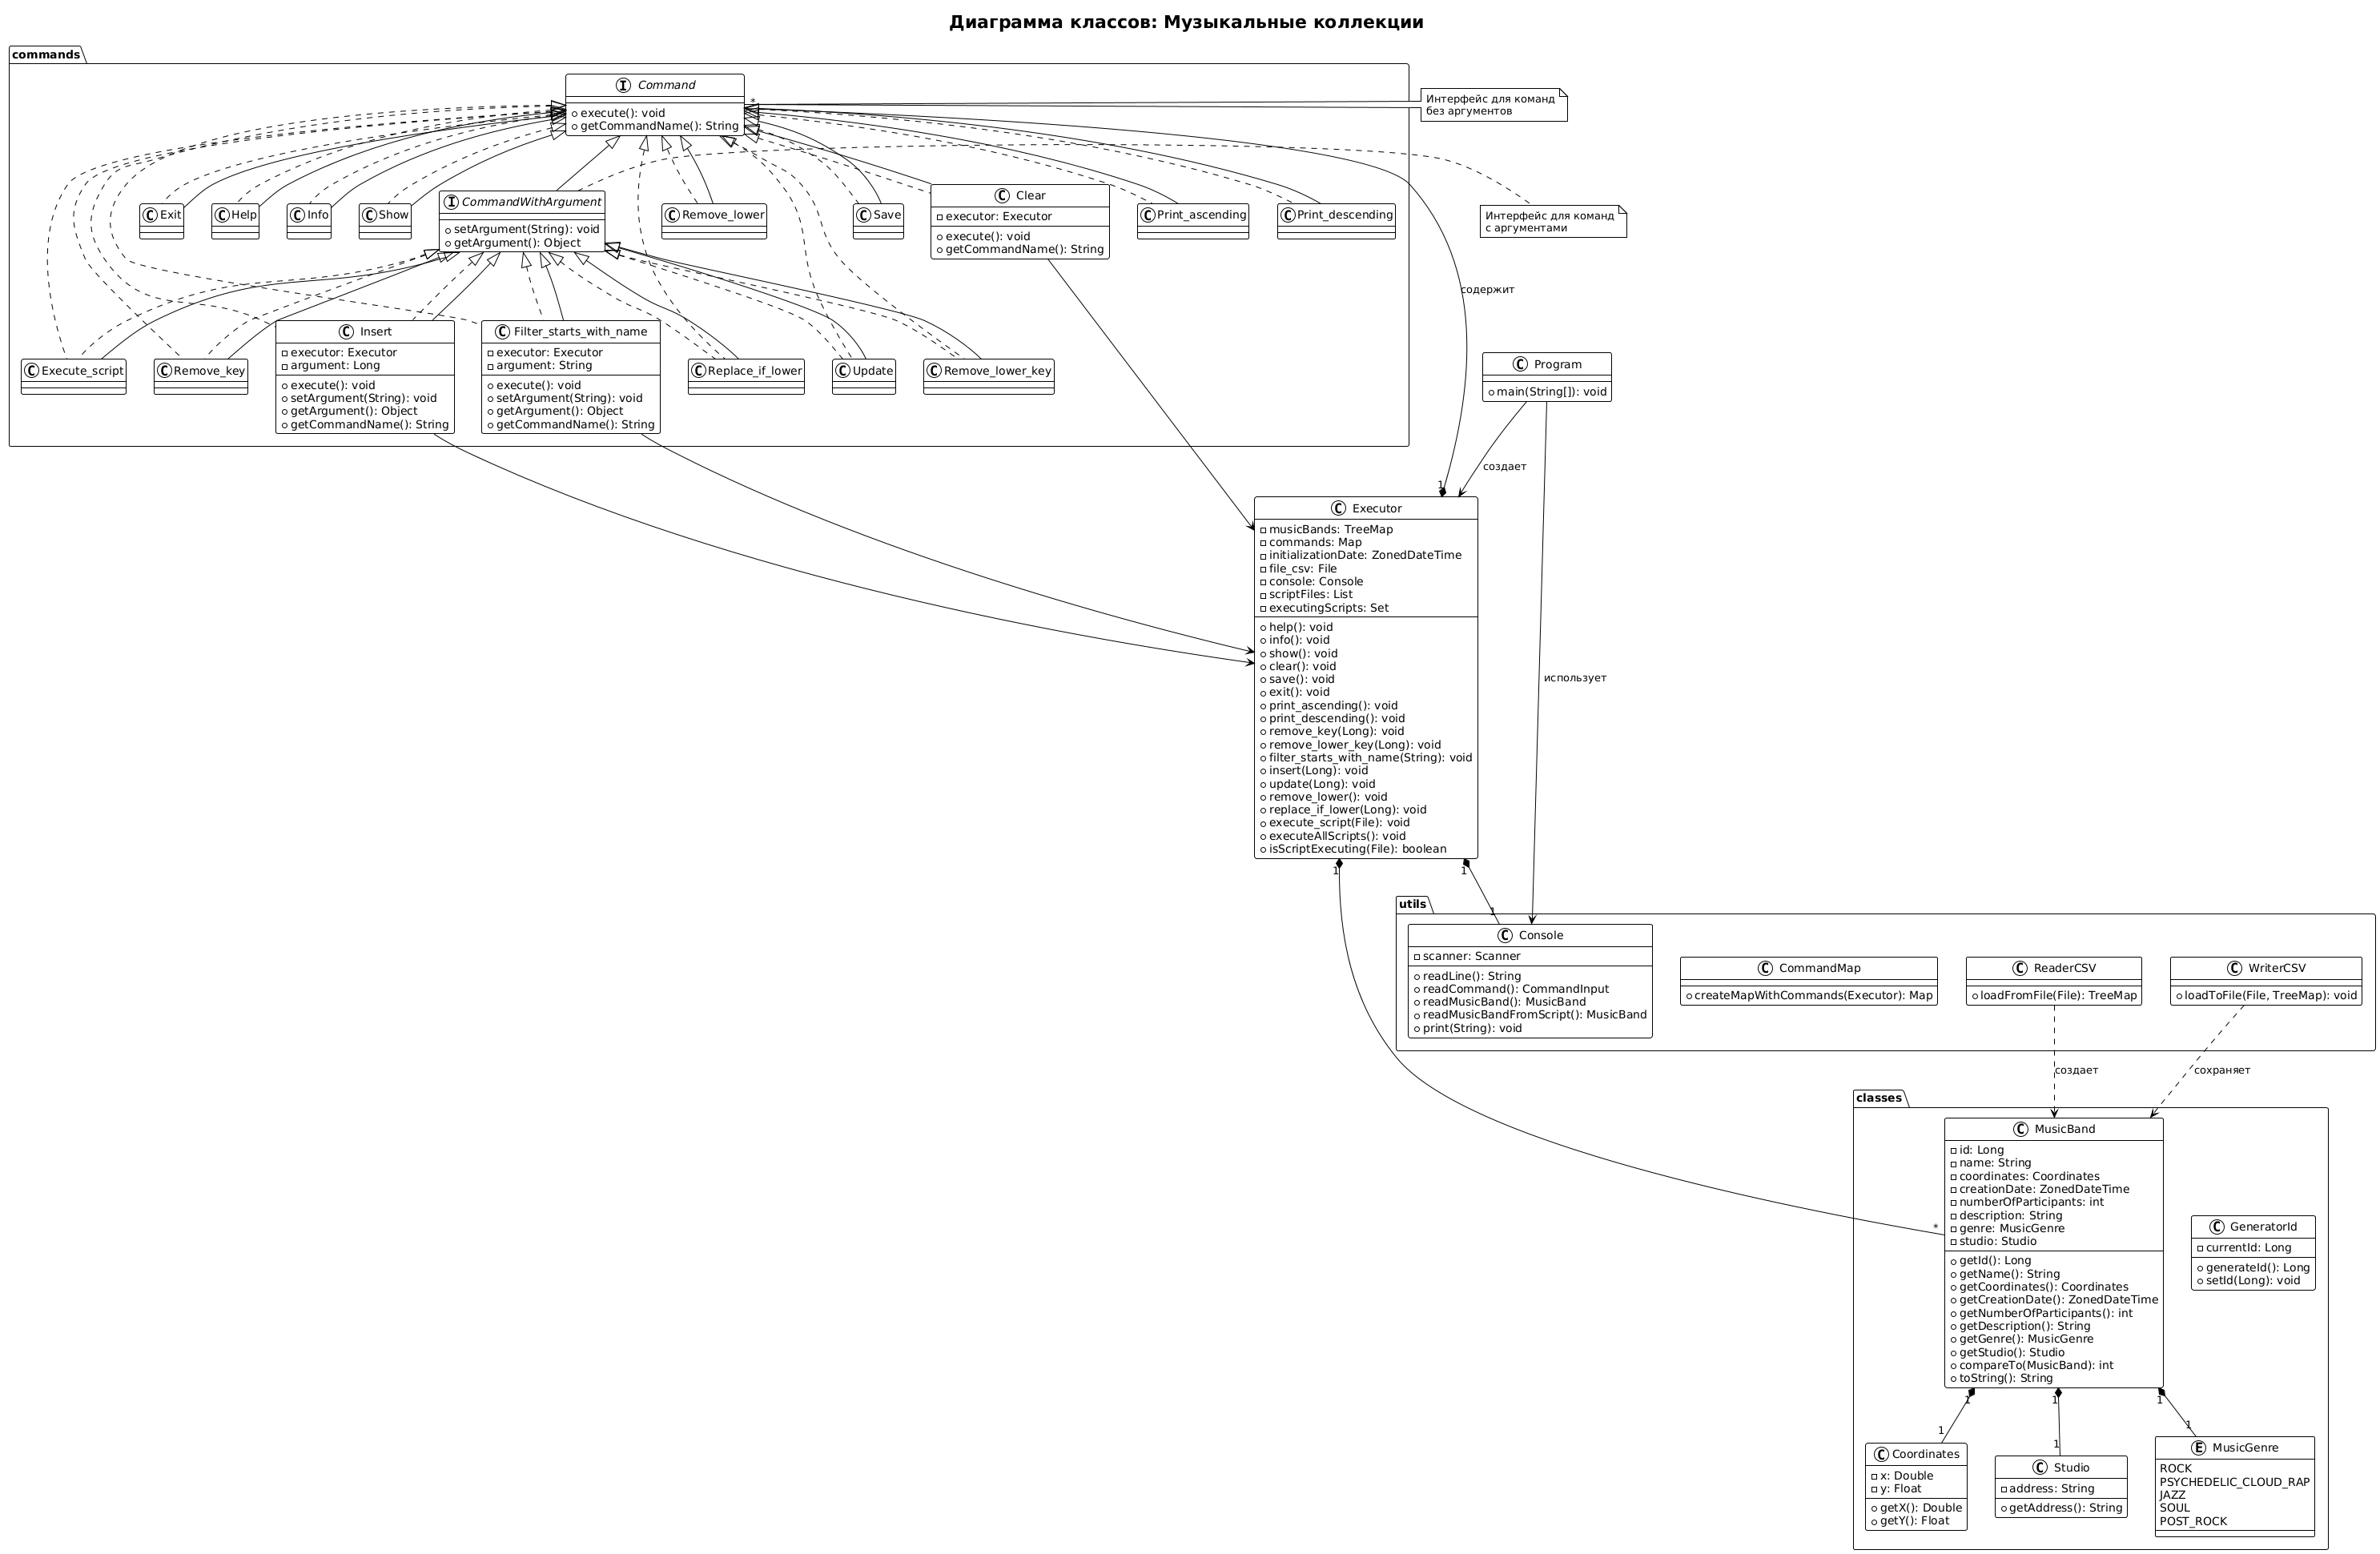 Диаграмма классов: Музыкальные коллекции
commands
I Command
execute(): void
getCommandName(): String
*
Интерфейс для команд
без аргументов
C Exit
C Help
C Info
C Show
I CommandWithArgument
setArgument(String): void
getArgument(): Object
C Remove_lower
C Save
C Clear
executor: Executor
execute(): void
getCommandName(): String
C Print_ascending
C Print_descending
Интерфейс для команд
с аргументами
содержит
C Execute_script
C Remove_key
C Insert
executor: Executor
argument: Long
execute(): void
setArgument(String): void
getArgument(): Object
getCommandName(): String
C Filter_starts_with_name
executor: Executor
argument: String
execute(): void
setArgument(String): void
getArgument(): Object
getCommandName(): String
C Replace_if_lower
C Update
C Remove_lower_key
C Program
main(String[]): void
создает
1
C Executor
musicBands: TreeMap
commands: Map
initializationDate: ZonedDateTime
file_csv: File
console: Console
scriptFiles: List
executingScripts: Set
help(): void
info(): void
show(): void
clear(): void
save(): void
exit(): void
print_ascending(): void
print_descending(): void
remove_key(Long): void
remove_lower_key(Long): void
filter_starts_with_name(String): void
insert(Long): void
update(Long): void
remove_lower(): void
replace_if_lower(Long): void
execute_script(File): void
executeAllScripts(): void
isScriptExecuting(File): boolean
использует
1
1
utils
1
C Console
scanner: Scanner
readLine(): String
readCommand(): CommandInput
readMusicBand(): MusicBand
readMusicBandFromScript(): MusicBand
print(String): void
C CommandMap
createMapWithCommands(Executor): Map
C ReaderCSV
loadFromFile(File): TreeMap
C WriterCSV
loadToFile(File, TreeMap): void
создает
сохраняет
classes
C MusicBand
id: Long
name: String
coordinates: Coordinates
creationDate: ZonedDateTime
numberOfParticipants: int
description: String
genre: MusicGenre
studio: Studio
getId(): Long
getName(): String
getCoordinates(): Coordinates
getCreationDate(): ZonedDateTime
getNumberOfParticipants(): int
getDescription(): String
getGenre(): MusicGenre
getStudio(): Studio
compareTo(MusicBand): int
toString(): String
*
C GeneratorId
currentId: Long
generateId(): Long
setId(Long): void
1
1
1
1
1
1
C Coordinates
x: Double
y: Float
getX(): Double
getY(): Float
C Studio
address: String
getAddress(): String
E MusicGenre
ROCK
PSYCHEDELIC_CLOUD_RAP
JAZZ
SOUL
POST_ROCK